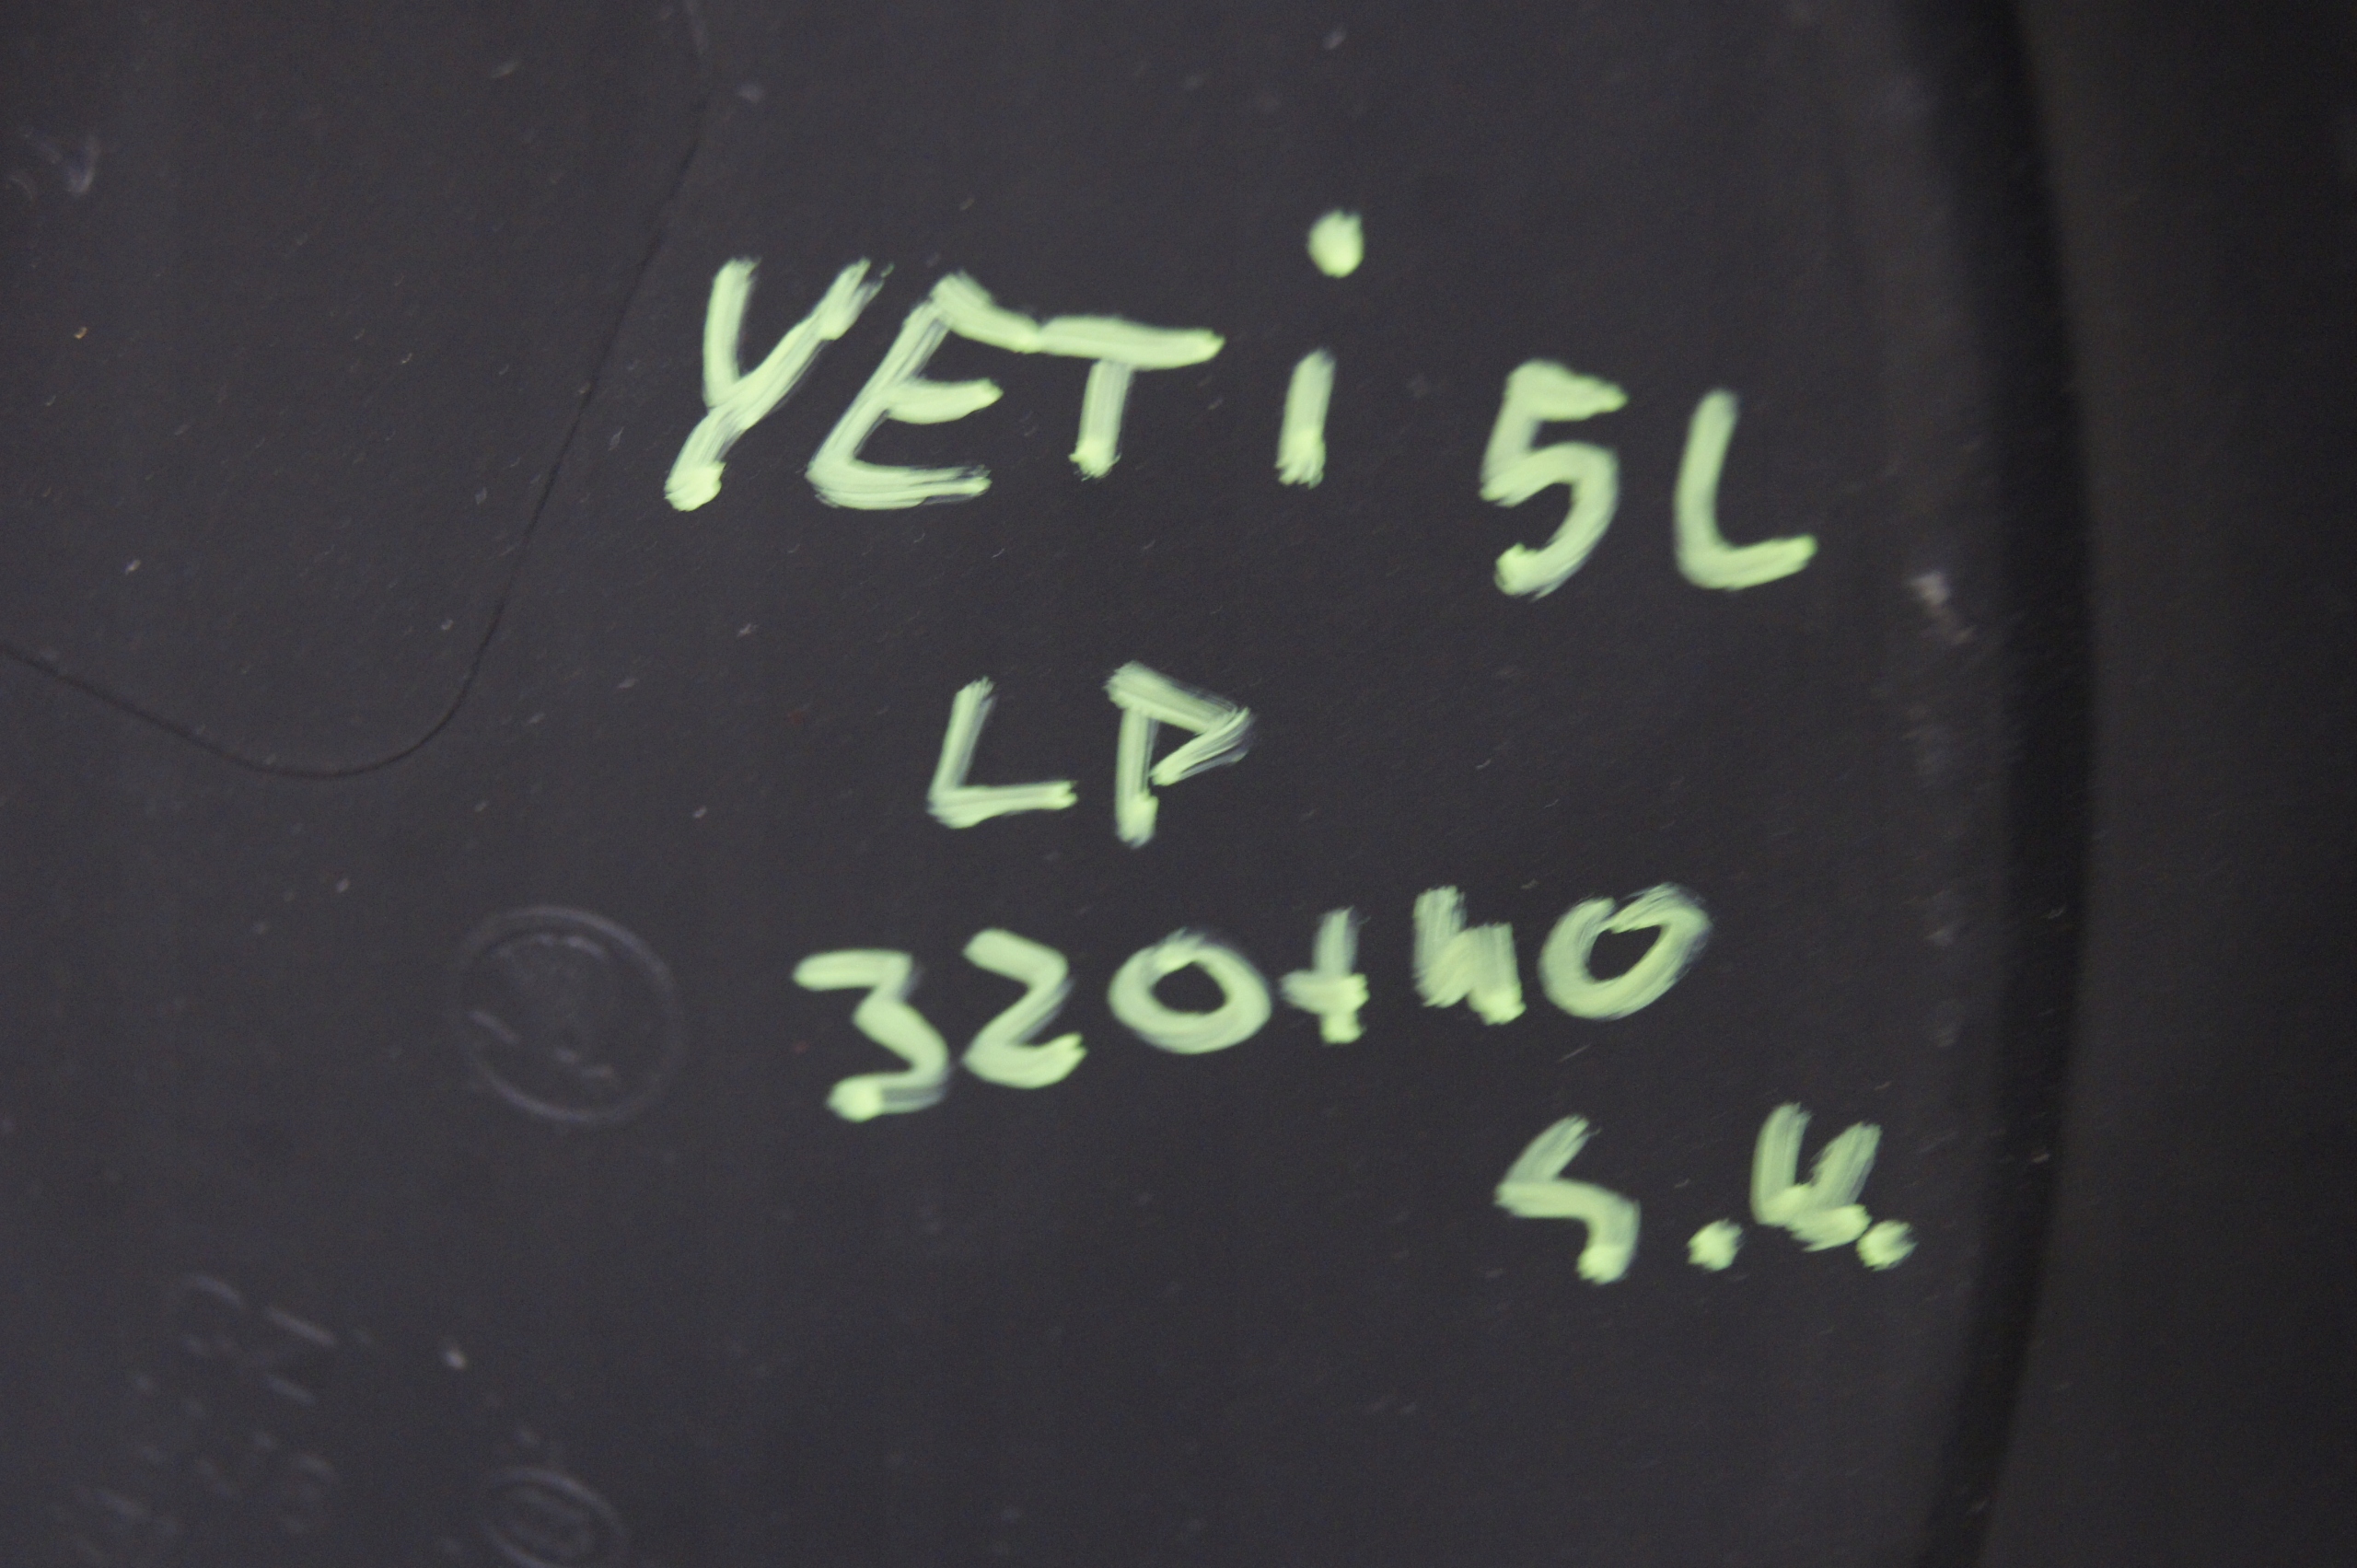 YETi 5L
LP
320+40
S.U.